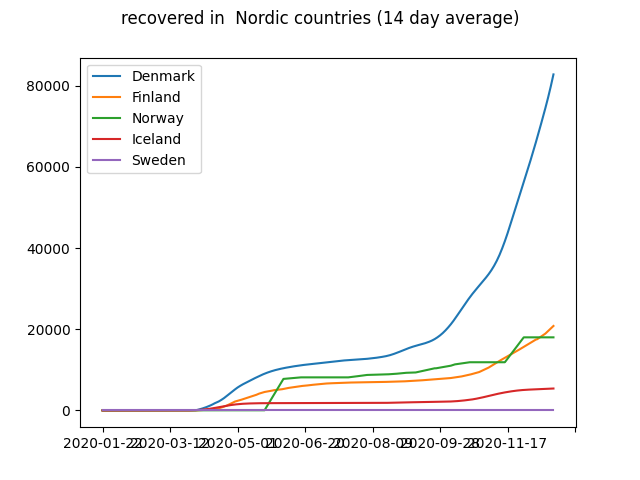 recovered in  Nordic countries (14 day average)
Denmark
Finland
Norway
Iceland
Sweden
80000
60000
40000
20000
0
2020-01-22 2020-03-12 2020-05-01 2020-06-20 2020-08-09 2020-09-28 2020-11-17